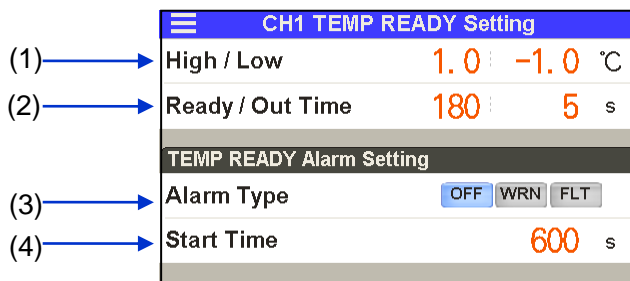 CH1 TEMP READY Setting
(1) High / Low 1.0 -1.0 ℃
(2) Ready / Out Time 180 5 s
TEMP READY Alarm Setting
(3) Alarm Type OFF WRN FLT
(4) Start Time 600 s